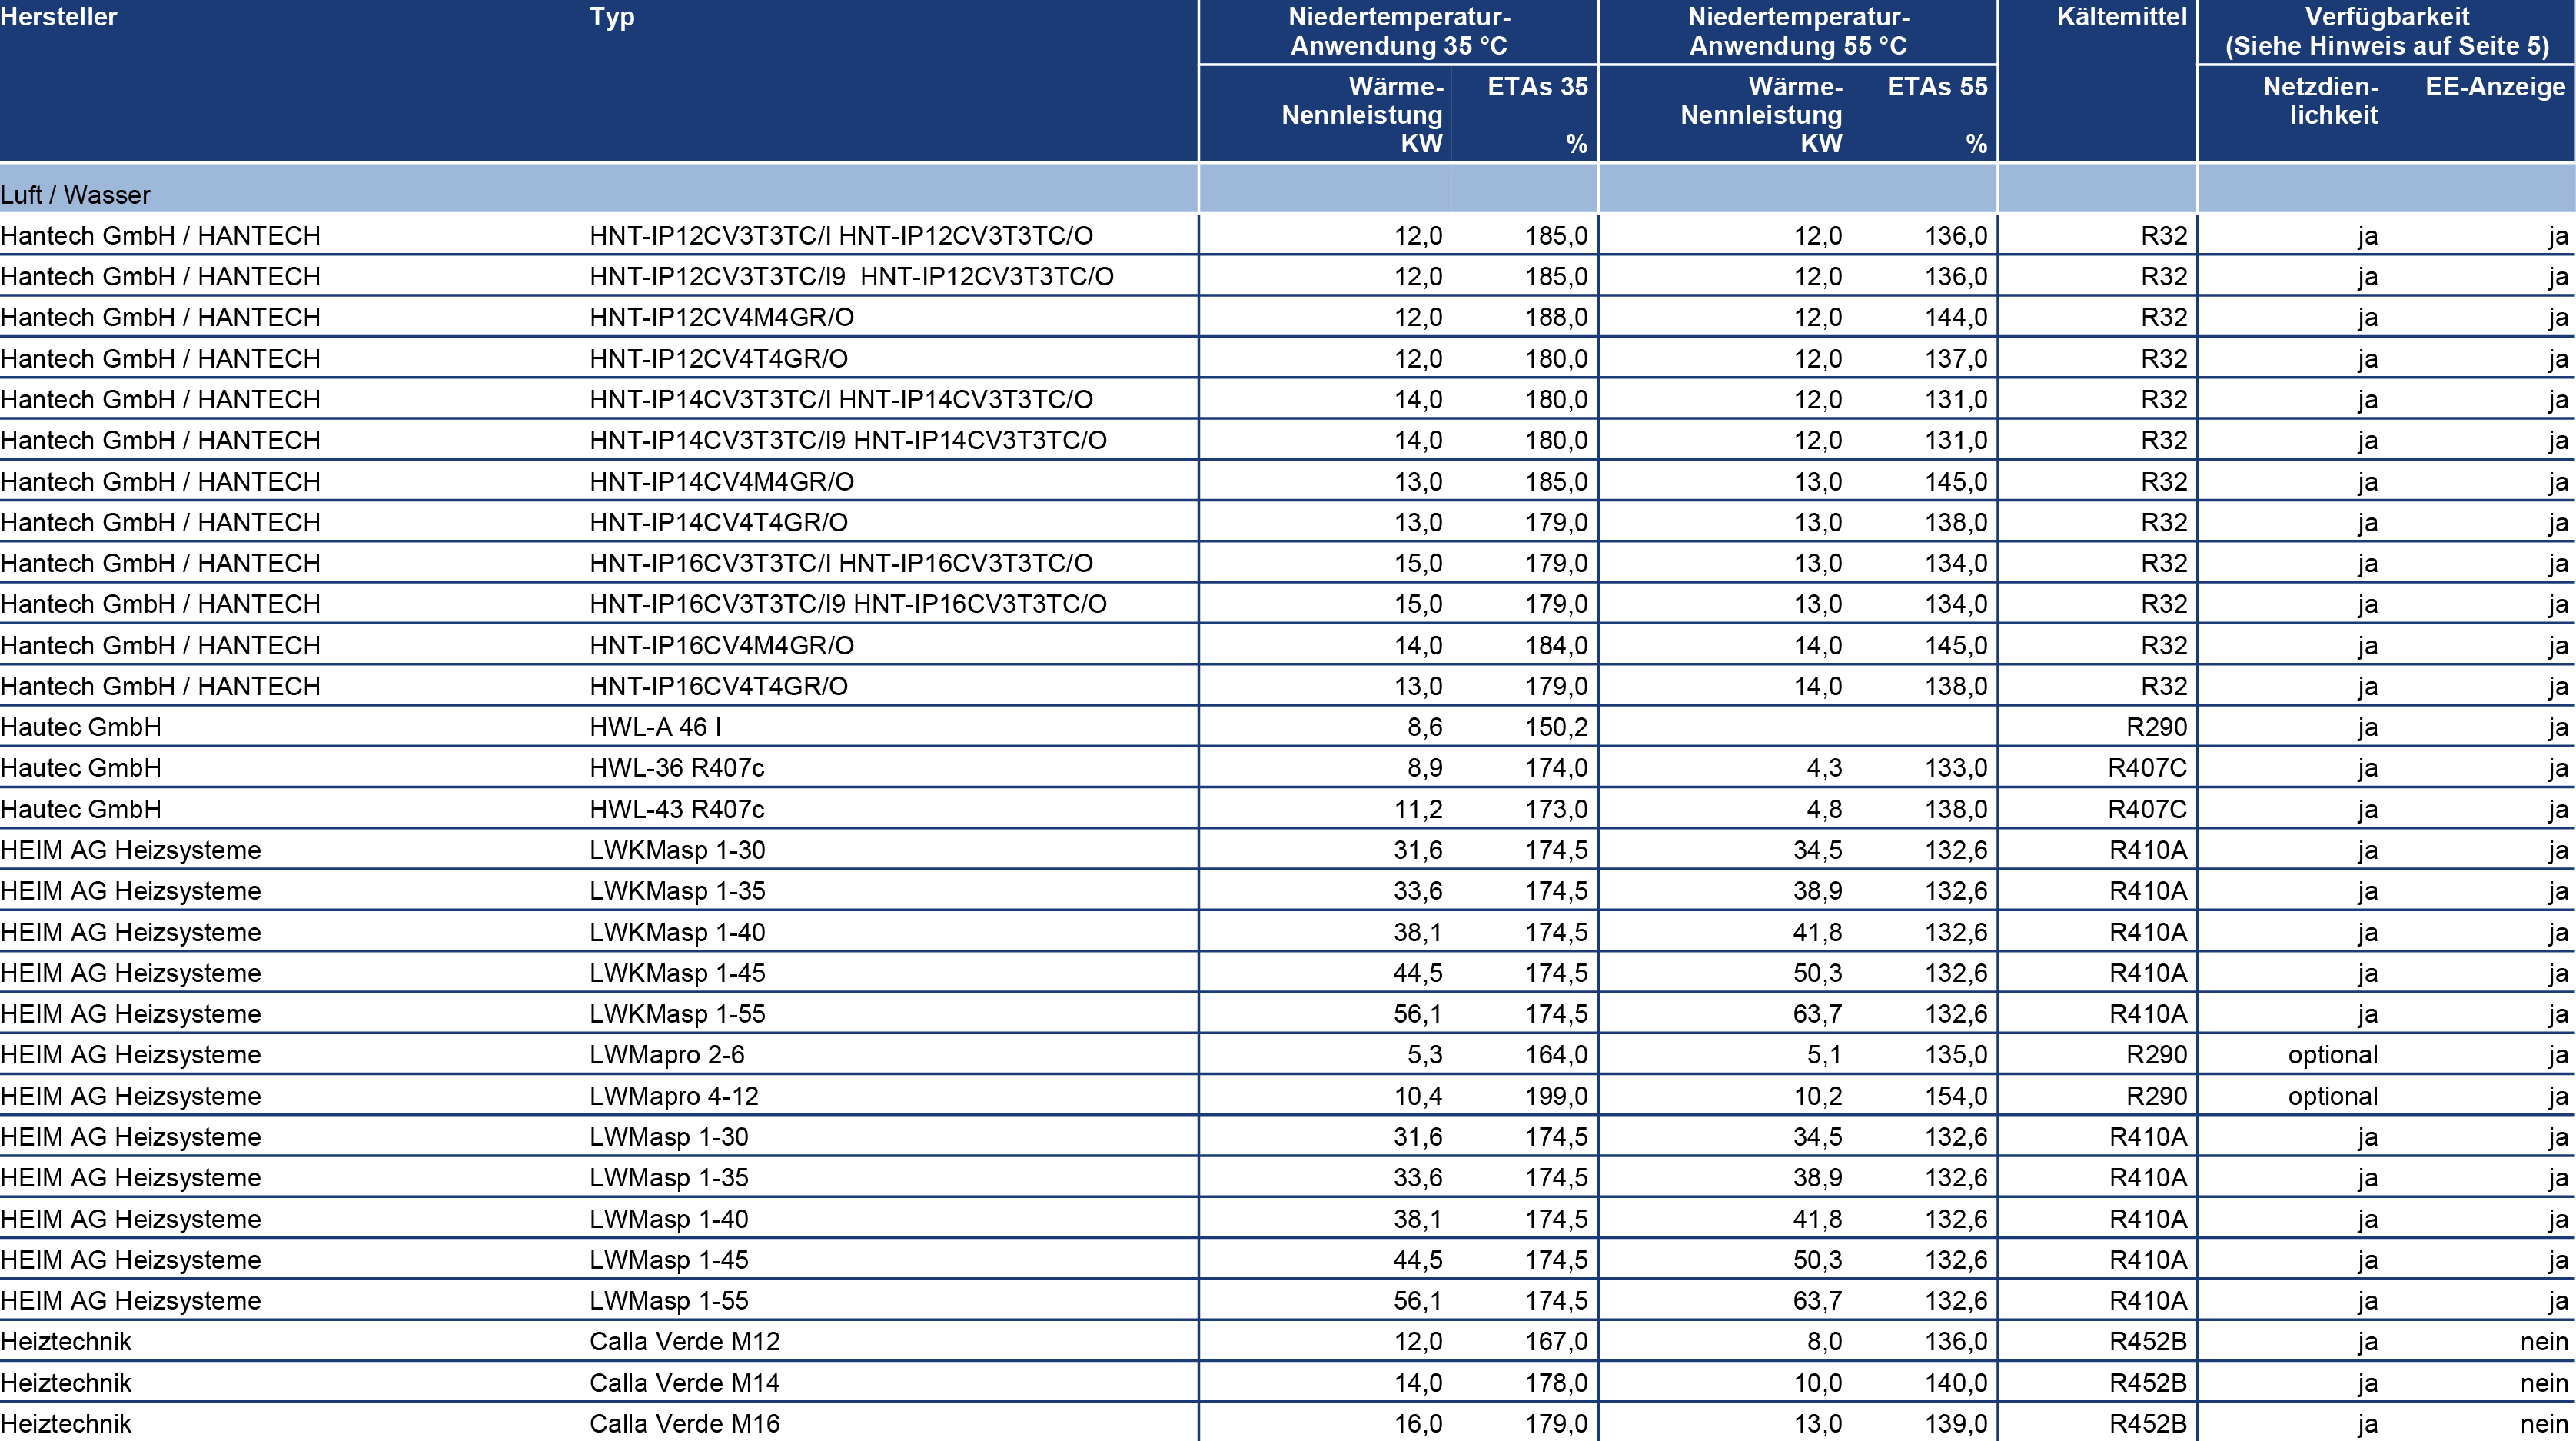 Hersteller Typ Niedertemperatur- Niedertemperatur- Kältemittel Verfügbarkeit
Anwendung 35 °C Anwendung 55 °C (Siehe Hinweis auf Seite 5)
Wärme- ETAs 35 Wärme- ETAs 55 Netzdien- EE-Anzeige
Nennleistung Nennleistung lichkeit
KW % KW %
Luft / Wasser
Hantech GmbH / HANTECH HNT-IP12CV3T3TC/I HNT-IP12CV3T3TC/O 12,0 185,0 12,0 136,0 R32 ja ja
Hantech GmbH / HANTECH HNT-IP12CV3T3TC/I9  HNT-IP12CV3T3TC/O 12,0 185,0 12,0 136,0 R32 ja ja
Hantech GmbH / HANTECH HNT-IP12CV4M4GR/O 12,0 188,0 12,0 144,0 R32 ja ja
Hantech GmbH / HANTECH HNT-IP12CV4T4GR/O 12,0 180,0 12,0 137,0 R32 ja ja
Hantech GmbH / HANTECH HNT-IP14CV3T3TC/I HNT-IP14CV3T3TC/O 14,0 180,0 12,0 131,0 R32 ja ja
Hantech GmbH / HANTECH HNT-IP14CV3T3TC/I9 HNT-IP14CV3T3TC/O 14,0 180,0 12,0 131,0 R32 ja ja
Hantech GmbH / HANTECH HNT-IP14CV4M4GR/O 13,0 185,0 13,0 145,0 R32 ja ja
Hantech GmbH / HANTECH HNT-IP14CV4T4GR/O 13,0 179,0 13,0 138,0 R32 ja ja
Hantech GmbH / HANTECH HNT-IP16CV3T3TC/I HNT-IP16CV3T3TC/O 15,0 179,0 13,0 134,0 R32 ja ja
Hantech GmbH / HANTECH HNT-IP16CV3T3TC/I9 HNT-IP16CV3T3TC/O 15,0 179,0 13,0 134,0 R32 ja ja
Hantech GmbH / HANTECH HNT-IP16CV4M4GR/O 14,0 184,0 14,0 145,0 R32 ja ja
Hantech GmbH / HANTECH HNT-IP16CV4T4GR/O 13,0 179,0 14,0 138,0 R32 ja ja
Hautec GmbH HWL-A 46 I 8,6 150,2 R290 ja ja
Hautec GmbH HWL-36 R407c 8,9 174,0 4,3 133,0 R407C ja ja
Hautec GmbH HWL-43 R407c 11,2 173,0 4,8 138,0 R407C ja ja
HEIM AG Heizsysteme LWKMasp 1-30 31,6 174,5 34,5 132,6 R410A ja ja
HEIM AG Heizsysteme LWKMasp 1-35 33,6 174,5 38,9 132,6 R410A ja ja
HEIM AG Heizsysteme LWKMasp 1-40 38,1 174,5 41,8 132,6 R410A ja ja
HEIM AG Heizsysteme LWKMasp 1-45 44,5 174,5 50,3 132,6 R410A ja ja
HEIM AG Heizsysteme LWKMasp 1-55 56,1 174,5 63,7 132,6 R410A ja ja
HEIM AG Heizsysteme LWMapro 2-6 5,3 164,0 5,1 135,0 R290 optional ja
HEIM AG Heizsysteme LWMapro 4-12 10,4 199,0 10,2 154,0 R290 optional ja
HEIM AG Heizsysteme LWMasp 1-30 31,6 174,5 34,5 132,6 R410A ja ja
HEIM AG Heizsysteme LWMasp 1-35 33,6 174,5 38,9 132,6 R410A ja ja
HEIM AG Heizsysteme LWMasp 1-40 38,1 174,5 41,8 132,6 R410A ja ja
HEIM AG Heizsysteme LWMasp 1-45 44,5 174,5 50,3 132,6 R410A ja ja
HEIM AG Heizsysteme LWMasp 1-55 56,1 174,5 63,7 132,6 R410A ja ja
Heiztechnik Calla Verde M12 12,0 167,0 8,0 136,0 R452B ja nein
Heiztechnik Calla Verde M14 14,0 178,0 10,0 140,0 R452B ja nein
Heiztechnik Calla Verde M16 16,0 179,0 13,0 139,0 R452B ja nein